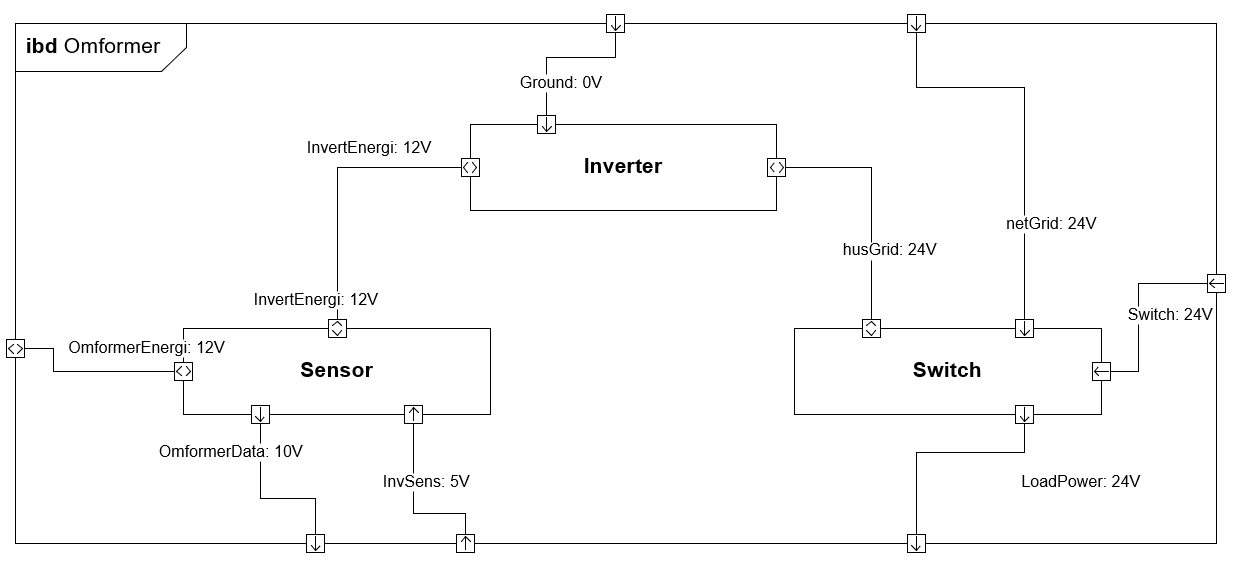 ibd Omformer
Ground: 0V
InvertEnergi: 12V
Inverter
netGrid: 24V
husGrid: 24V
InvertEnergi: 12V
Switch: 24V
OmformerEnergi: 12V
Sensor
Switch
OmformerData: 10V
InvSens: 5V
LoadPower: 24V